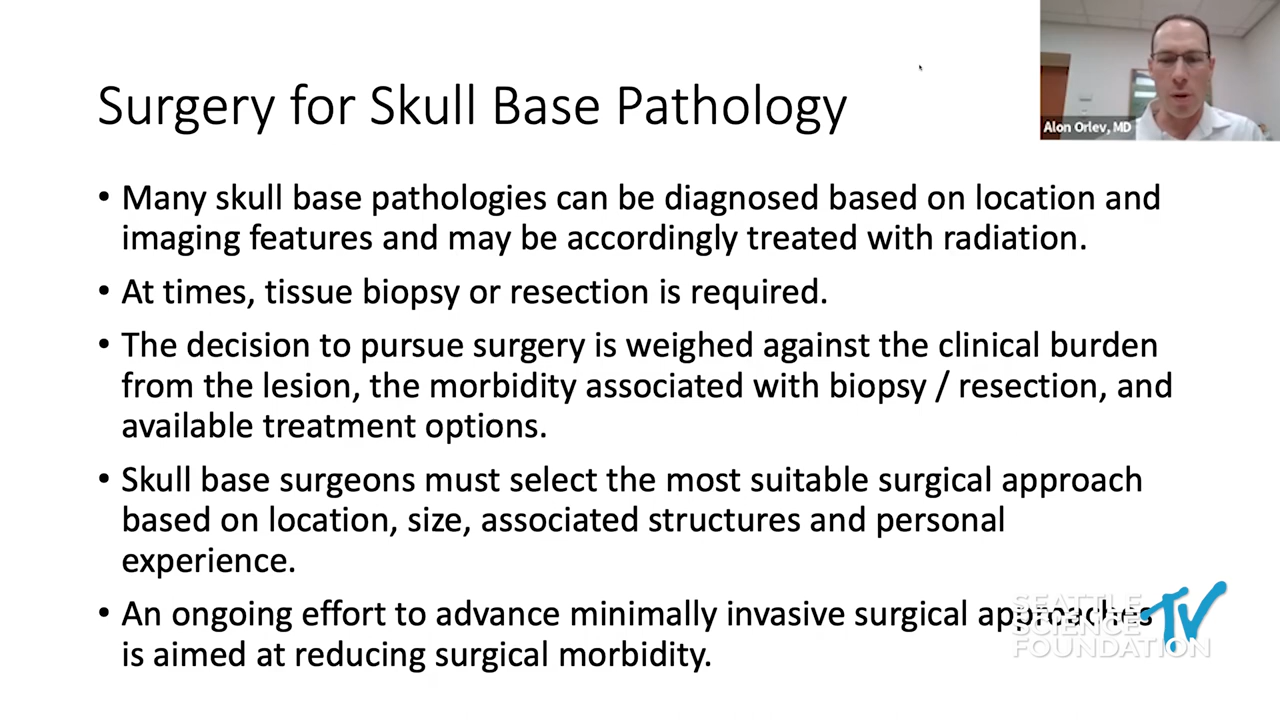 Surgery for Skull Base Pathology
Alon Orlev, MD
• Many skull base pathologies can be diagnosed based on location and
imaging features and may be accordingly treated with radiation.
• At times, tissue biopsy or resection is required.
• The decision to pursue surgery is weighed against the clinical burden
from the lesion, the morbidity associated with biopsy / resection, and
available treatment options.
• Skull base surgeons must select the most suitable surgical approach
based on location, size, associated structures and personal
experience.
• An ongoing effort to advance minimally invasive surgical approaches
is aimed at reducing surgical morbidity.
SEATTLE
SCIENCE
FOUNDATION
TV